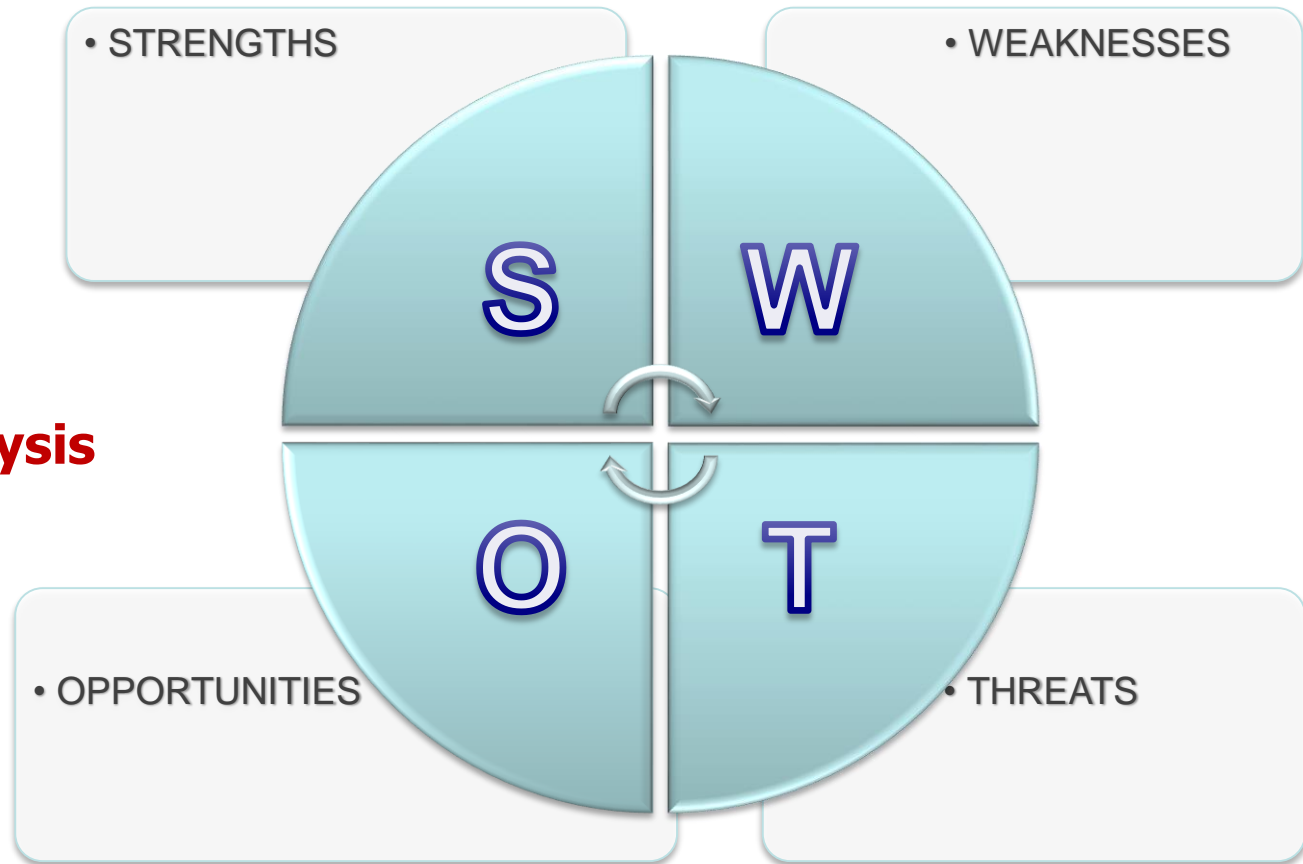 • STRENGTHS
• WEAKNESSES
S
W
ysis
O
T
• OPPORTUNITIES
• THREATS